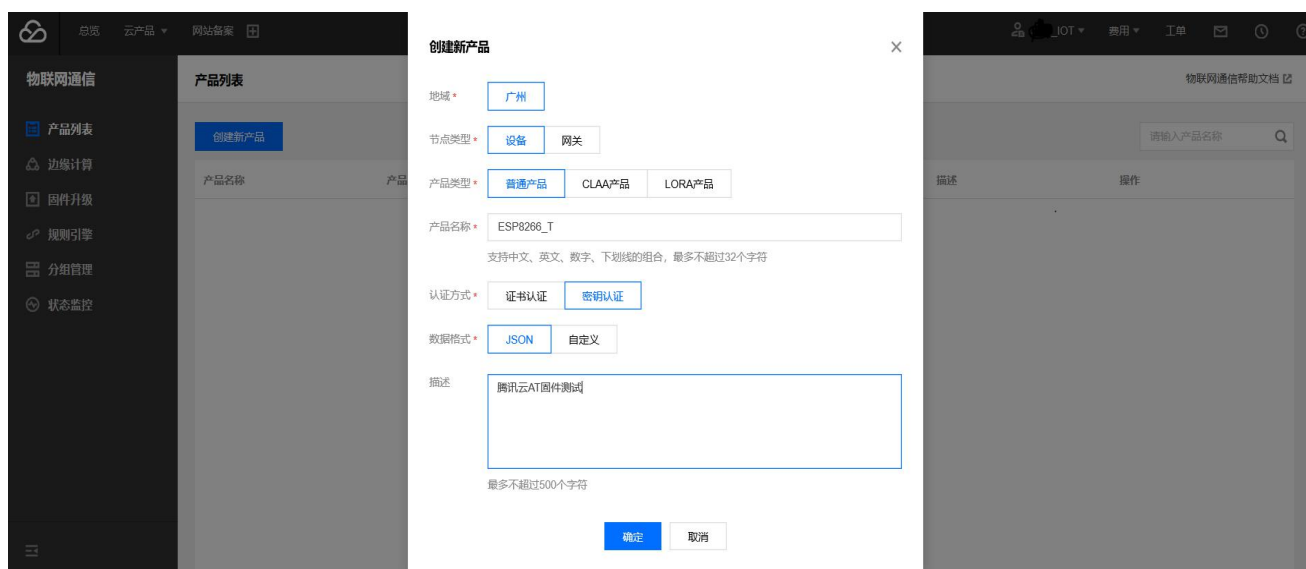 总览 云产品 网站备案 _IOT 费用 工单
创建新产品
物联网通信 产品列表 物联网通信帮助文档
地域* 广州
产品列表 创建新产品 请输入产品名称
节点类型* 设备 网关
边缘计算
产品名称 产品 描述 操作
产品类型* 普通产品 CLAA产品 LORA产品
固件升级
产品名称* ESP8266_T
规则引擎
支持中文、英文、数字、下划线的组合，最多不超过32个字符
分组管理
认证方式* 证书认证 密钥认证
状态监控
数据格式* JSON 自定义
描述 腾讯云AT固件测试
最多不超过500个字符
确定 取消